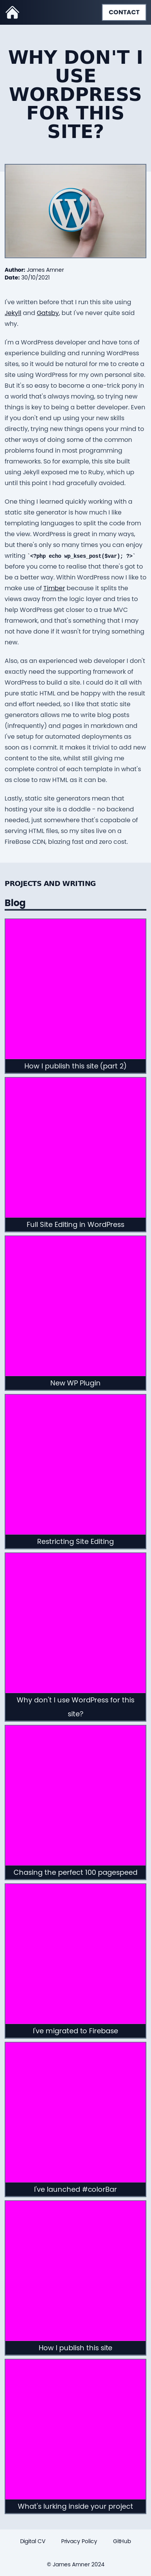 CONTACT
WHY DON'T I
USE
WORDPRESS
FOR THIS
SITE?
Author: James Amner
Date: 30/10/2021
I've written before that I run this site using
Jekyll and Gatsby, but I've never quite said
why.
I'm a WordPress developer and have tons of
experience building and running WordPress
sites, so it would be natural for me to create a
site using WordPress for my own personal site.
But it's easy to become a one-trick pony in
a world that's always moving, so trying new
things is key to being a better developer. Even
if you don't end up using your new skills
directly, trying new things opens your mind to
other ways of doing some of the common
problems found in most programming
frameworks. So for example, this site built
using Jekyll exposed me to Ruby, which up
until this point I had gracefully avoided.
One thing I learned quickly working with a
static site generator is how much I like
templating languages to split the code from
the view. WordPress is great in many ways,
but there's only so many times you can enjoy
writing `<?php echo wp_kses_post($var); ?>`
before you start to realise that there's got to
be a better way. Within WordPress now I like to
make use of Timber because it splits the
views away from the logic layer and tries to
help WordPress get closer to a true MVC
framework, and that's something that I may
not have done if it wasn't for trying something
new.
Also, as an experienced web developer I don't
exactly need the supporting framework of
WordPress to build a site. I could do it all with
pure static HTML and be happy with the result
and effort needed, so I like that static site
generators allows me to write blog posts
(infrequently) and pages in markdown and
I've setup for automated deployments as
soon as I commit. It makes it trivial to add new
content to the site, whilst still giving me
complete control of each template in what's
as close to raw HTML as it can be.
Lastly, static site generators mean that
hosting your site is a doddle - no backend
needed, just somewhere that's capable of
serving HTML files, so my sites live on a
FireBase CDN, blazing fast and zero cost.
PROJECTS AND WRITING
Blog
How I publish this site (part 2)
Full Site Editing in WordPress
New WP Plugin
Restricting Site Editing
Why don't I use WordPress for this
site?
Chasing the perfect 100 pagespeed
I've migrated to Firebase
I've launched #colorBar
How I publish this site
What's lurking inside your project
Digital CV Privacy Policy GitHub
© James Amner 2024